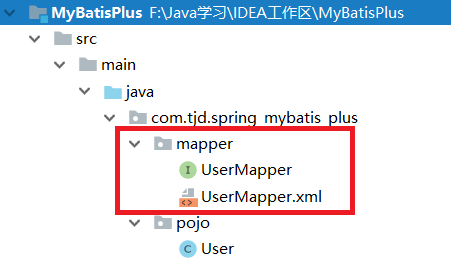 MyBatisPlus F:\Java学习\IDEA工作区\MyBatisPlus
src
main
java
com.tjd.spring_mybatis_plus
mapper
I UserMapper
UserMapper.xml
pojo
C User